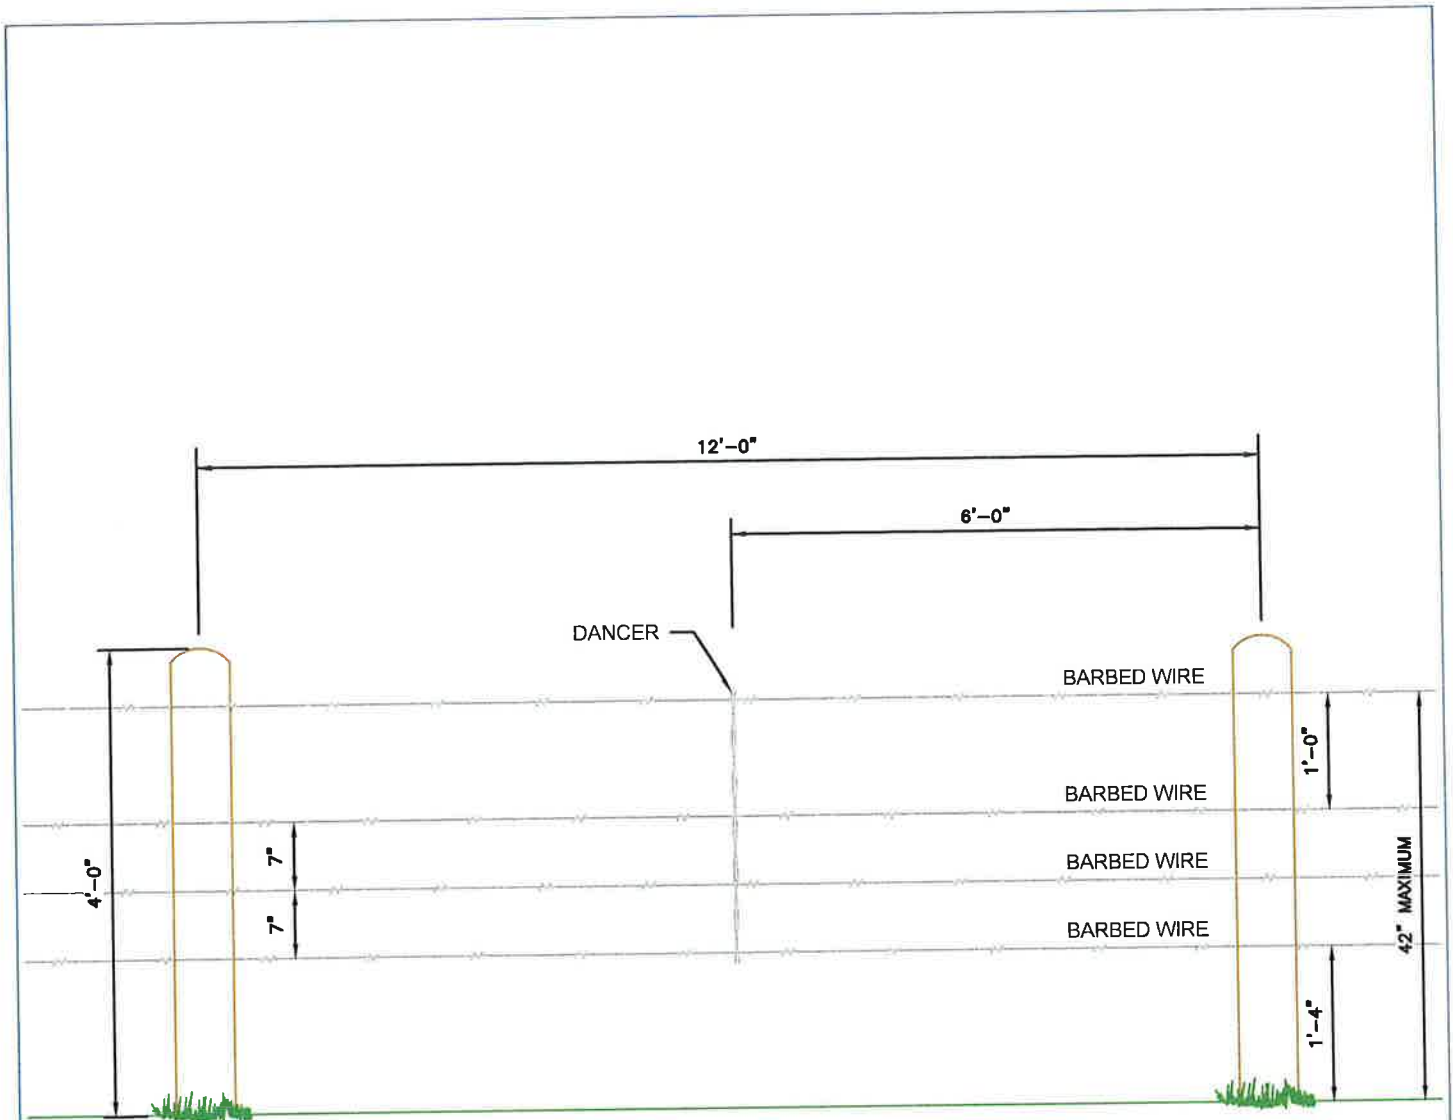 12'-0"
6'-0"
DANCER
BARBED WIRE
1'-0"
BARBED WIRE
7"
BARBED WIRE
4'-0"
42" MAXIMUM
7"
BARBED WIRE
1'-4"